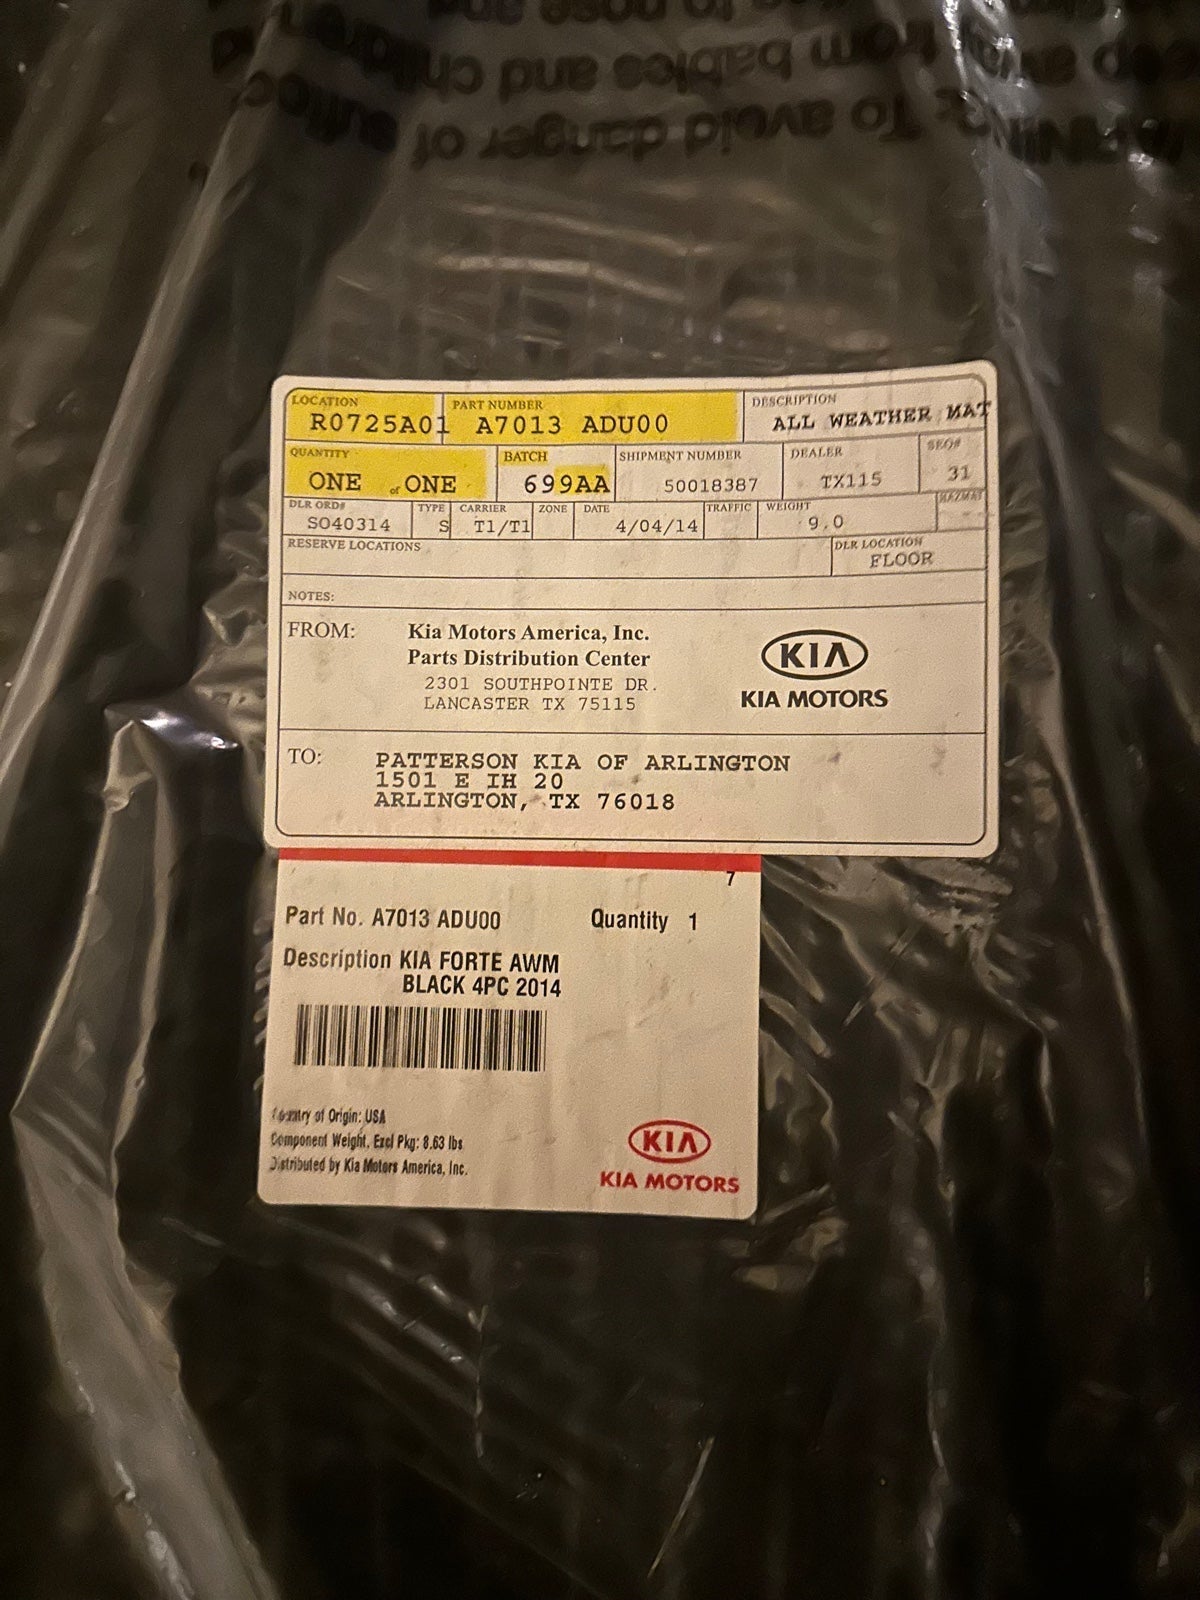 To avoid danger of
from babies and children
LOCATION PART NUMBER DESCRIPTION
R0725A01 A7013 ADU00 ALL WEATHER MAT
QUANTITY BATCH SHIPMENT NUMBER DEALER SEQ#
ONE of ONE 699AA 50018387 TX115 31
DLR ORD# TYPE CARRIER ZONE DATE TRAFFIC WEIGHT HAZMAT
SO40314 S T1/T1 4/04/14 9.0
RESERVE LOCATIONS DLR LOCATION
FLOOR
NOTES:
FROM: Kia Motors America, Inc.
Parts Distribution Center
2301 SOUTHPOINTE DR.
LANCASTER TX 75115
KIA
KIA MOTORS
TO: PATTERSON KIA OF ARLINGTON
1501 E IH 20
ARLINGTON, TX 76018
7
Part No. A7013 ADU00 Quantity 1
Description KIA FORTE AWM
BLACK 4PC 2014
Country of Origin: USA
Component Weight, Excl Pkg: 8.63 lbs
Distributed by Kia Motors America, Inc.
KIA
KIA MOTORS